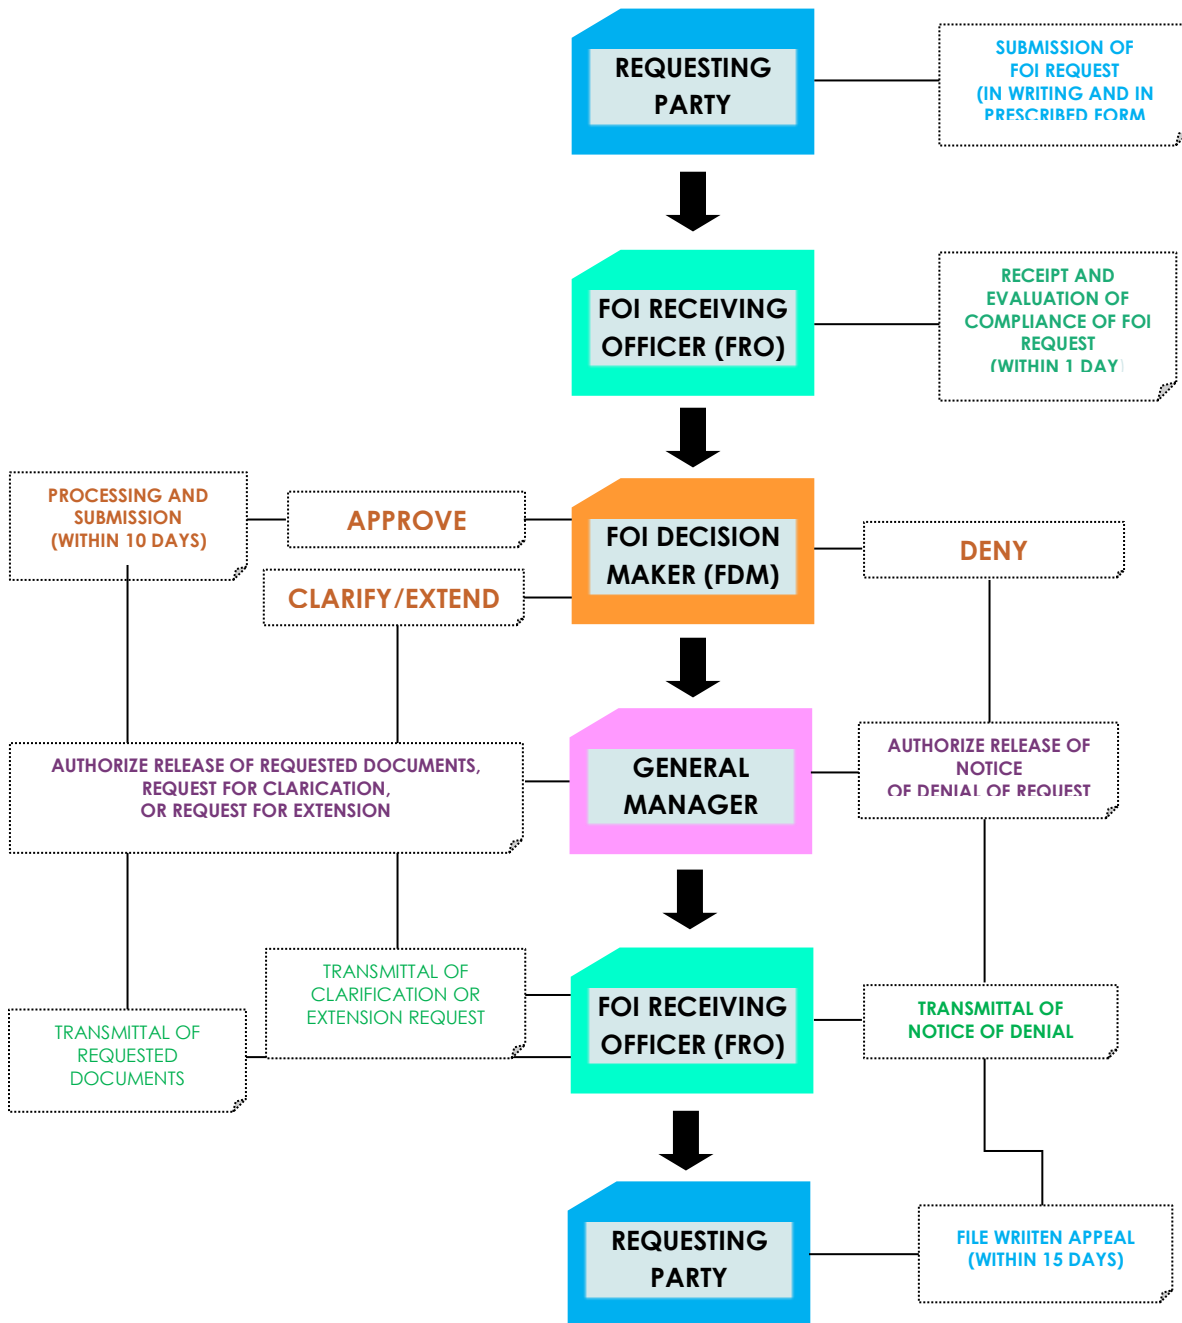 REQUESTING
PARTY
SUBMISSION OF
FOI REQUEST
(IN WRITING AND IN
PRESCRIBED FORM
FOI RECEIVING
OFFICER (FRO)
RECEIPT AND
EVALUATION OF
COMPLIANCE OF FOI
REQUEST
(WITHIN 1 DAY)
PROCESSING AND
SUBMISSION
(WITHIN 10 DAYS)
APPROVE
CLARIFY/EXTEND
FOI DECISION
MAKER (FDM)
DENY
AUTHORIZE RELEASE OF REQUESTED DOCUMENTS,
REQUEST FOR CLARICATION,
OR REQUEST FOR EXTENSION
GENERAL
MANAGER
AUTHORIZE RELEASE OF
NOTICE
OF DENIAL OF REQUEST
TRANSMITTAL OF
CLARIFICATION OR
EXTENSION REQUEST
TRANSMITTAL OF
REQUESTED
DOCUMENTS
FOI RECEIVING
OFFICER (FRO)
TRANSMITTAL OF
NOTICE OF DENIAL
REQUESTING
PARTY
FILE WRIITEN APPEAL
(WITHIN 15 DAYS)